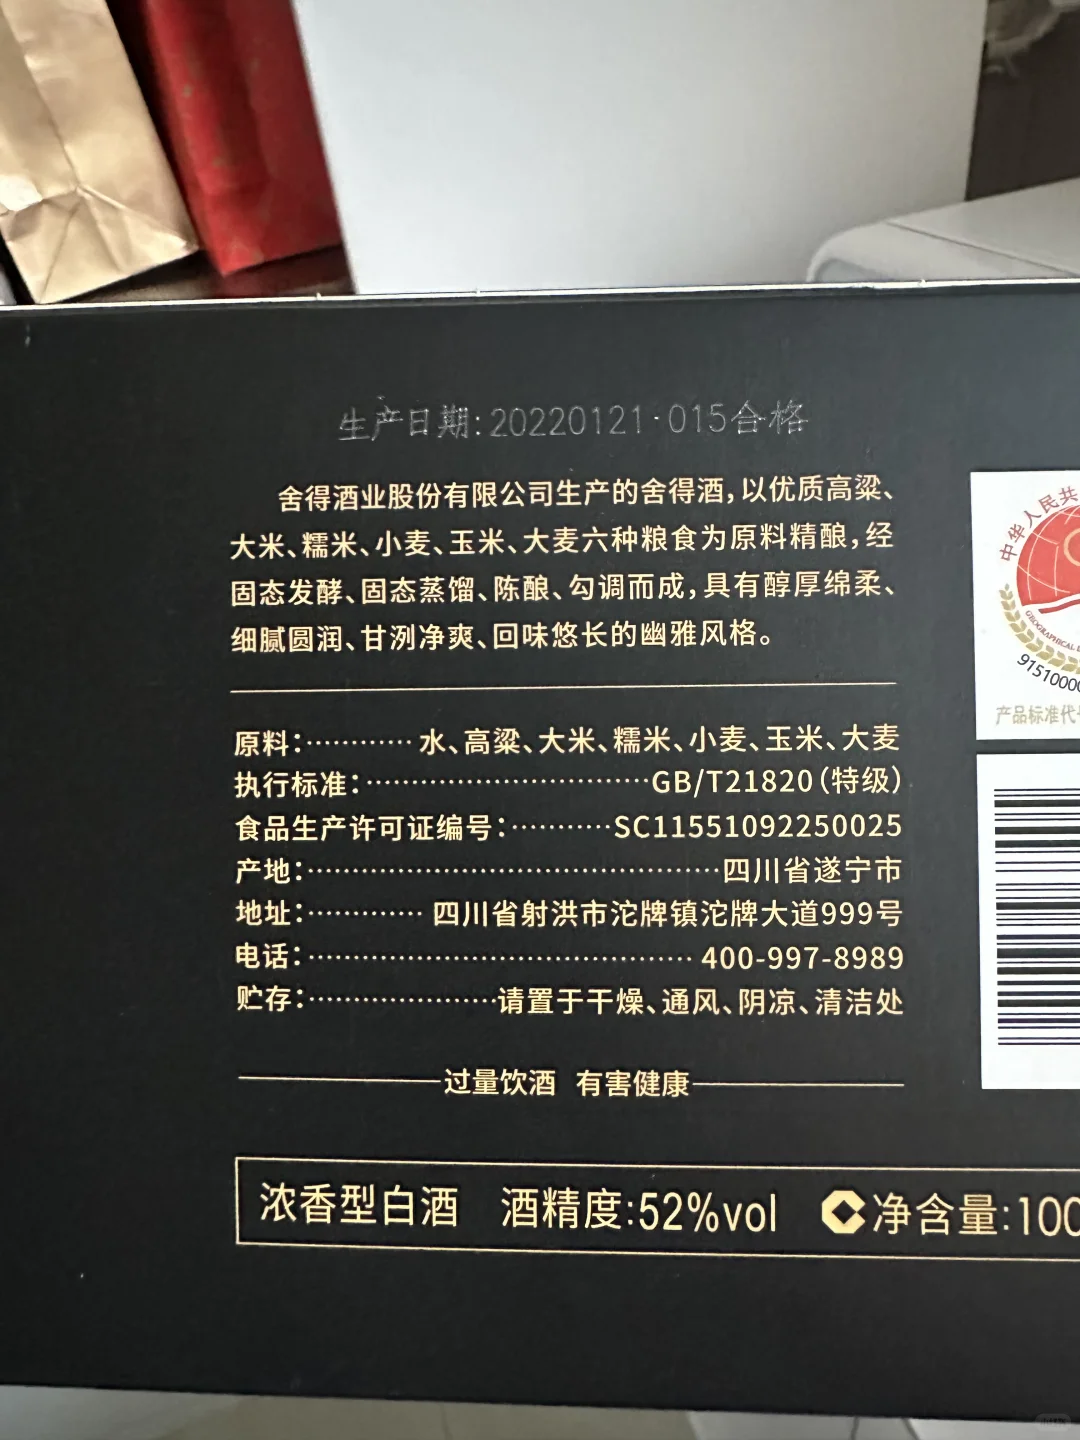 生产日期:20220121·015合格
舍得酒业股份有限公司生产的舍得酒,以优质高粱、
大米、糯米、小麦、玉米、大麦六种粮食为原料精酿,经
固态发酵、固态蒸馏、陈酿、勾调而成,具有醇厚绵柔、
细腻圆润、甘洌净爽、回味悠长的幽雅风格。
原料:············水、高粱、大米、糯米、小麦、玉米、大麦
执行标准:································GB/T21820(特级)
食品生产许可证编号:···········SC11551092250025
产地:·············································四川省遂宁市
地址:·············四川省射洪市沱牌镇沱牌大道999号
电话:··········································400-997-8989
贮存:·····················请置于干燥、通风、阴凉、清洁处
过量饮酒 有害健康
浓香型白酒 酒精度:52%vol 净含量:100
中华人民共
GEOGRAPHICAL
9151000
产品标准代